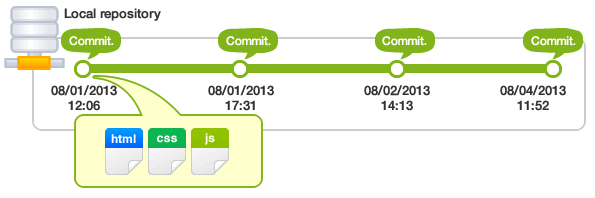 Local repository
Commit. Commit. Commit. Commit.
08/01/2013 08/01/2013 08/02/2013 08/04/2013
12:06 17:31 14:13 11:52
html css js